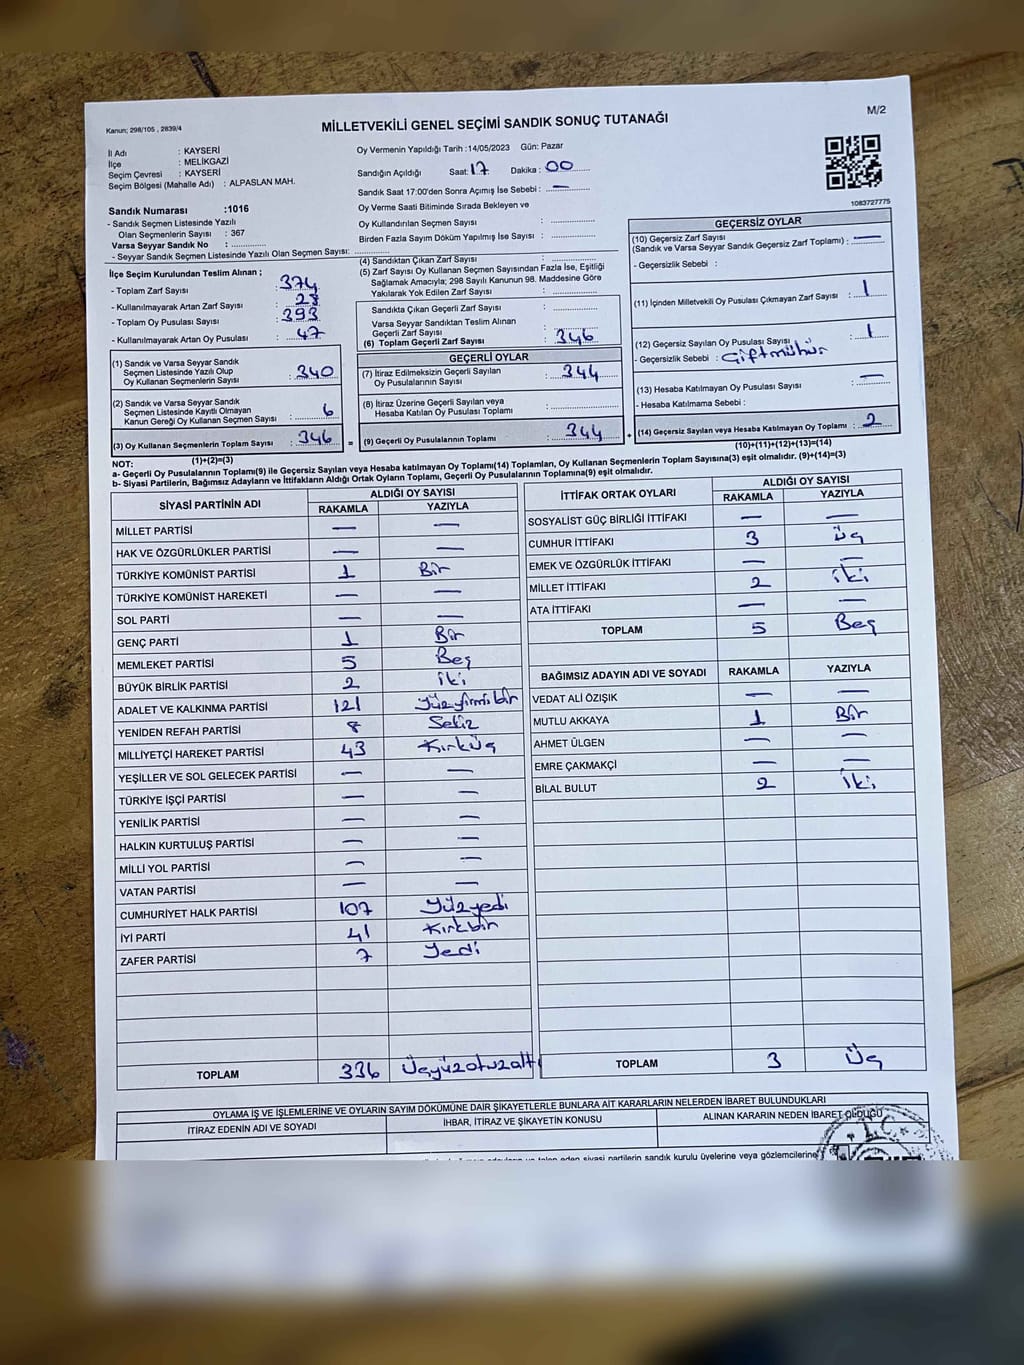 Kanun; 298/105 , 2839/4
MİLLETVEKİLİ GENEL SEÇİMİ SANDIK SONUÇ TUTANAĞI
M/2
İl Adı : KAYSERİ
İlçe : MELİKGAZİ
Seçim Çevresi : KAYSERİ
Seçim Bölgesi (Mahalle Adı) : ALPASLAN MAH.
Oy Vermenin Yapıldığı Tarih :14/05/2023 Gün: Pazar
Sandığın Açıldığı Saat: 17 Dakika : 00
Sandık Saat 17:00'den Sonra Açımış İse Sebebi : —
Oy Verme Saati Bitiminde Sırada Bekleyen ve
Oy Kullandırılan Seçmen Sayısı :
Birden Fazla Sayım Döküm Yapılmış İse Sayısı :
1083727775
Sandık Numarası :1016
- Sandık Seçmen Listesinde Yazılı
Olan Seçmenlerin Sayısı : 367
Varsa Seyyar Sandık No :
- Seyyar Sandık Seçmen Listesinde Yazılı Olan Seçmen Sayısı:
İlçe Seçim Kurulundan Teslim Alınan ;
- Toplam Zarf Sayısı : 374
- Kullanılmayarak Artan Zarf Sayısı : 28
- Toplam Oy Pusulası Sayısı : 393
- Kullanılmayarak Artan Oy Pusulası : 47
(1) Sandık ve Varsa Seyyar Sandık
Seçmen Listesinde Yazılı Olup
Oy Kullanan Seçmenlerin Sayısı : 340
(2) Sandık ve Varsa Seyyar Sandık
Seçmen Listesinde Kayıtlı Olmayan
Kanun Gereği Oy Kullanan Seçmen Sayısı : 6
(3) Oy Kullanan Seçmenlerin Toplam Sayısı : 346
(1)+(2)=(3)
(4) Sandıktan Çıkan Zarf Sayısı :
(5) Zarf Sayısı Oy Kullanan Seçmen Sayısından Fazla İse, Eşitliği
Sağlamak Amacıyla; 298 Sayılı Kanunun 98. Maddesine Göre
Yakılarak Yok Edilen Zarf Sayısı :
Sandıkta Çıkan Geçerli Zarf Sayısı :
Varsa Seyyar Sandıktan Teslim Alınan
Geçerli Zarf Sayısı :
(6) Toplam Geçerli Zarf Sayısı : 346
GEÇERLİ OYLAR
(7) İtiraz Edilmeksizin Geçerli Sayılan
Oy Pusulalarının Sayısı : 344
(8) İtiraz Üzerine Geçerli Sayılan veya
Hesaba Katılan Oy Pusulası Toplamı :
= (9) Geçerli Oy Pusulalarının Toplamı : 344 +
GEÇERSİZ OYLAR
(10) Geçersiz Zarf Sayısı
(Sandık ve Varsa Seyyar Sandık Geçersiz Zarf Toplamı) : —
- Geçersizlik Sebebi :
(11) İçinden Milletvekili Oy Pusulası Çıkmayan Zarf Sayısı : 1
(12) Geçersiz Sayılan Oy Pusulası Sayısı : 1
- Geçersizlik Sebebi : Çiftmühür
(13) Hesaba Katılmayan Oy Pusulası Sayısı : —
- Hesaba Katılmama Sebebi :
(14) Geçersiz Sayılan veya Hesaba Katılmayan Oy Toplamı : 2
(10)+(11)+(12)+(13)=(14)
NOT:
a- Geçerli Oy Pusulalarının Toplamı(9) ile Geçersiz Sayılan veya Hesaba katılmayan Oy Toplamı(14) Toplamları, Oy Kullanan Seçmenlerin Toplam Sayısına(3) eşit olmalıdır. (9)+(14)=(3)
b- Siyasi Partilerin, Bağımsız Adayların ve İttifakların Aldığı Ortak Oyların Toplamı, Geçerli Oy Pusulalarının Toplamına(9) eşit olmalıdır.
SİYASİ PARTİNİN ADI
ALDIĞI OY SAYISI
RAKAMLA YAZIYLA
MİLLET PARTİSİ — —
HAK VE ÖZGÜRLÜKLER PARTİSİ — —
TÜRKİYE KOMÜNİST PARTİSİ 1 Bir
TÜRKİYE KOMÜNİST HAREKETİ — —
SOL PARTİ — —
GENÇ PARTİ 1 Bir
MEMLEKET PARTİSİ 5 Beş
BÜYÜK BİRLİK PARTİSİ 2 iki
ADALET VE KALKINMA PARTİSİ 121 Yüzyirmibir
YENİDEN REFAH PARTİSİ 8 Sekiz
MİLLİYETÇİ HAREKET PARTİSİ 43 Kırküç
YEŞİLLER VE SOL GELECEK PARTİSİ — —
TÜRKİYE İŞÇİ PARTİSİ — —
YENİLİK PARTİSİ — —
HALKIN KURTULUŞ PARTİSİ — —
MİLLİ YOL PARTİSİ — —
VATAN PARTİSİ — —
CUMHURİYET HALK PARTİSİ 107 Yüzyedi
İYİ PARTİ 41 Kırkbir
ZAFER PARTİSİ 7 Yedi
TOPLAM 336 Üçyüzotuzaltı
İTTİFAK ORTAK OYLARI
ALDIĞI OY SAYISI
RAKAMLA YAZIYLA
SOSYALİST GÜÇ BİRLİĞİ İTTİFAKI — —
CUMHUR İTTİFAKI 3 Üç
EMEK VE ÖZGÜRLÜK İTTİFAKI — —
MİLLET İTTİFAKI 2 iki
ATA İTTİFAKI — —
TOPLAM 5 Beş
BAĞIMSIZ ADAYIN ADI VE SOYADI RAKAMLA YAZIYLA
VEDAT ALİ ÖZIŞIK — —
MUTLU AKKAYA 1 Bir
AHMET ÜLGEN — —
EMRE ÇAKMAKÇİ — —
BİLAL BULUT 2 İki
TOPLAM 3 Üç
OYLAMA İŞ VE İŞLEMLERİNE VE OYLARIN SAYIM DÖKÜMÜNE DAİR ŞİKAYETLERLE BUNLARA AİT KARARLARIN NELERDEN İBARET BULUNDUKLARI
İTİRAZ EDENİN ADI VE SOYADI
İHBAR, İTİRAZ VE ŞİKAYETİN KONUSU
ALINAN KARARIN NEDEN İBARET OLDUĞU
siyasi partilerin sandık kurulu üyelerine veya gözlemcilerine
T.C.